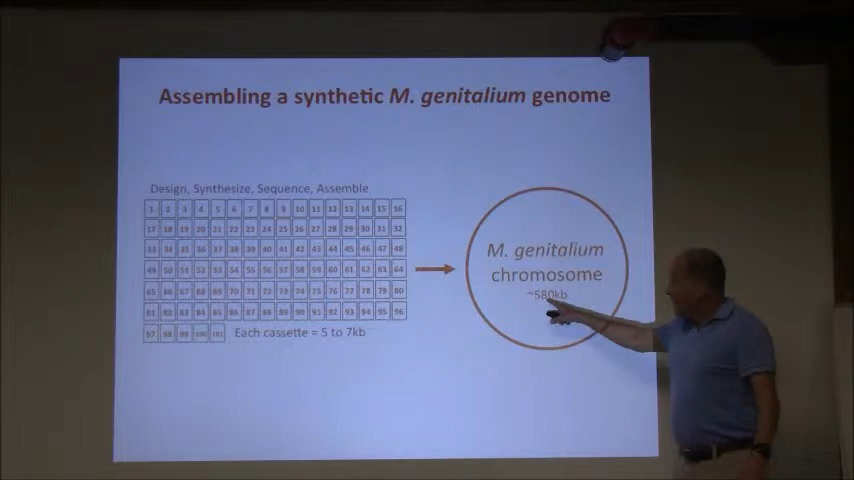 Assembling a synthetic M. genitalium genome
Design, Synthesize, Sequence, Assemble
1 2 3 4 5 6 7 8 9 10 11 12 13 14 15 16
17 18 19 20 21 22 23 24 25 26 27 28 29 30 31 32
33 34 35 36 37 38 39 40 41 42 43 44 45 46 47 48
49 50 51 52 53 54 55 56 57 58 59 60 61 62 63 64
65 66 67 68 69 70 71 72 73 74 75 76 77 78 79 80
81 82 83 84 85 86 87 88 89 90 91 92 93 94 95 96
97 98 99 100 101 Each cassette = 5 to 7kb
M. genitalium
chromosome
~580kb